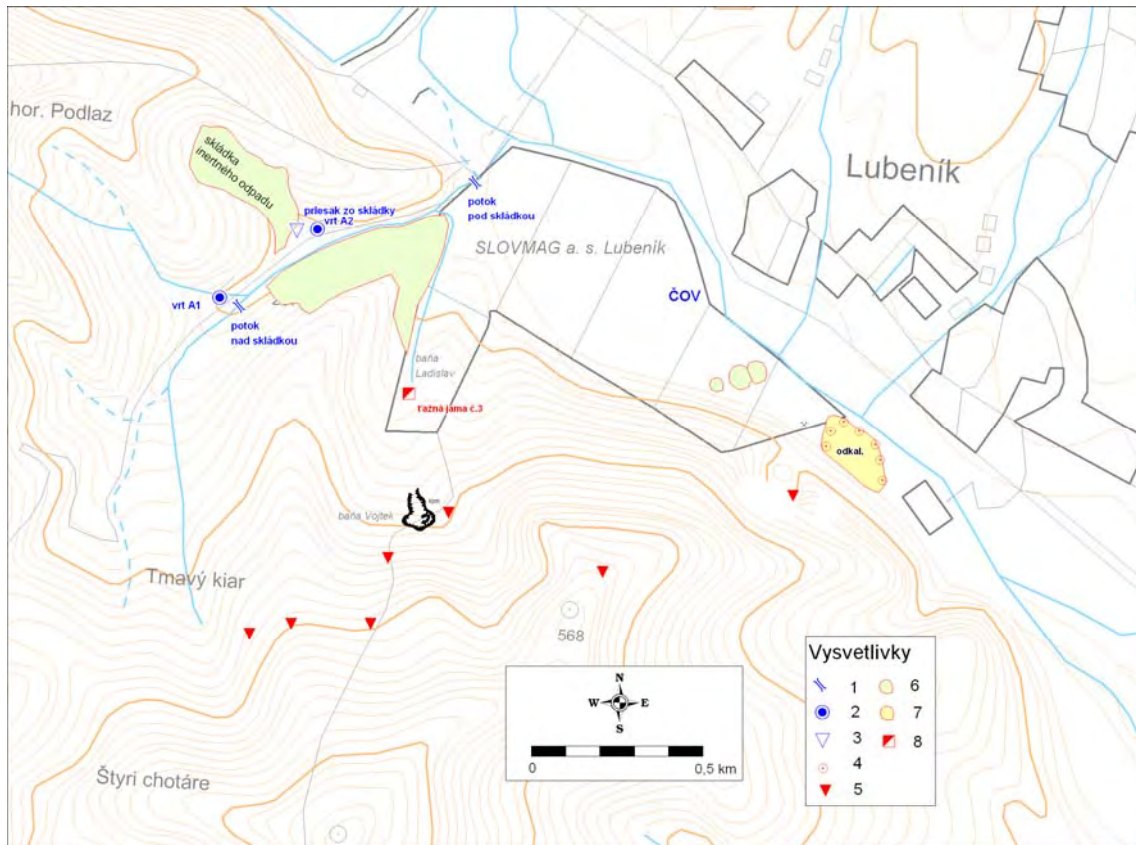 hor. Podlaz
skládka
inertného odpadu
Lubeník
prlesak zo skládky
vrt A2
potok
pod skládkou
SLOVMAG a. s. Lubeník
ČOV
vrt A1
potok
nad skládkou
baňa
Ladislav
ťažná jama č.3
odkal.
baňa Vojtek
Tmavý kiar
568
Štyri chotáre
N
W E
S
0 0,5 km
Vysvetlivky
1 6
2 7
3 8
4
5